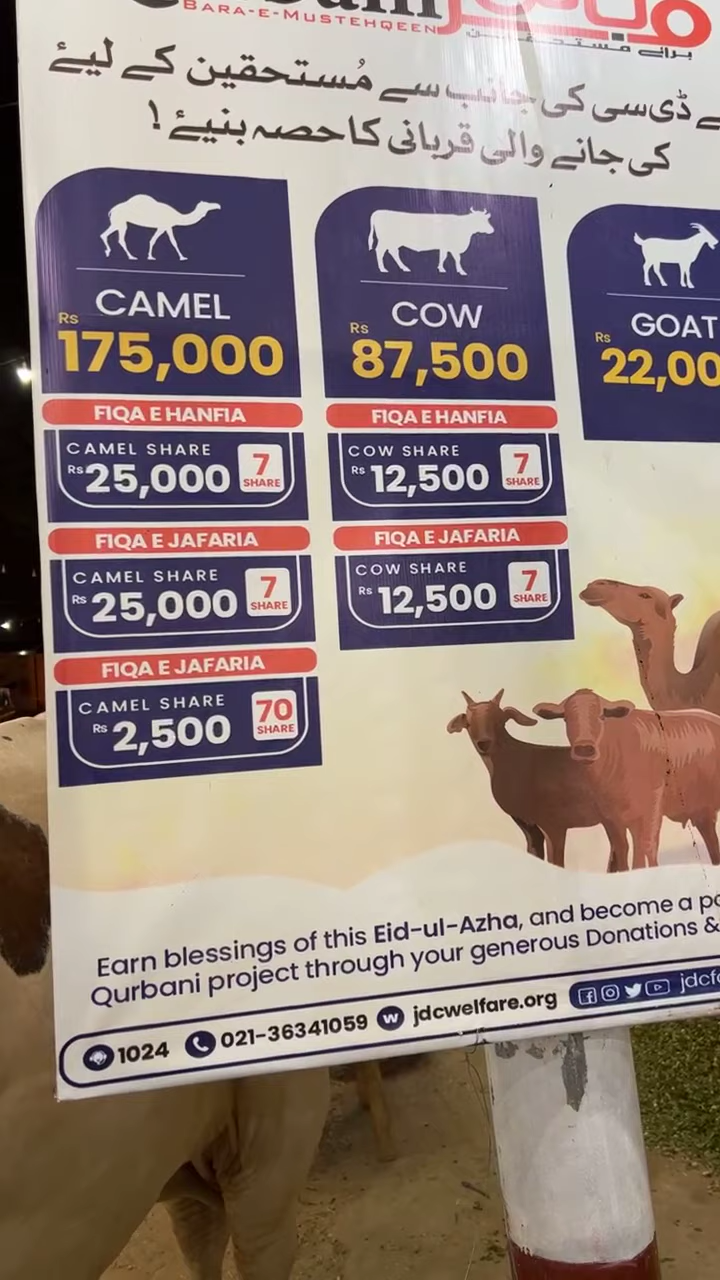 BARA-E-MUSTEHQEEN
برائے مستحقین
ڈی سی کی جانب سے مُستحقین کے لیئے
کی جانے والی قربانی کا حصہ بنیئے!
CAMEL
Rs 175,000
FIQA E HANFIA
CAMEL SHARE
Rs 25,000
7 SHARE
FIQA E JAFARIA
CAMEL SHARE
Rs 25,000
7 SHARE
FIQA E JAFARIA
CAMEL SHARE
Rs 2,500
70 SHARE
COW
Rs 87,500
FIQA E HANFIA
COW SHARE
Rs 12,500
7 SHARE
FIQA E JAFARIA
COW SHARE
Rs 12,500
7 SHARE
GOAT
Rs 22,00
Earn blessings of this Eid-ul-Azha, and become a
Qurbani project through your generous Donations &
1024 021-36341059 jdcwelfare.org